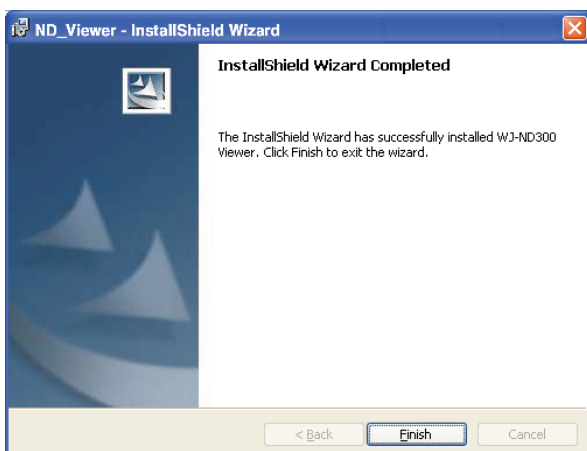 ND_Viewer - InstallShield Wizard
InstallShield Wizard Completed
The InstallShield Wizard has successfully installed WJ-ND300
Viewer. Click Finish to exit the wizard.
< Back Finish Cancel